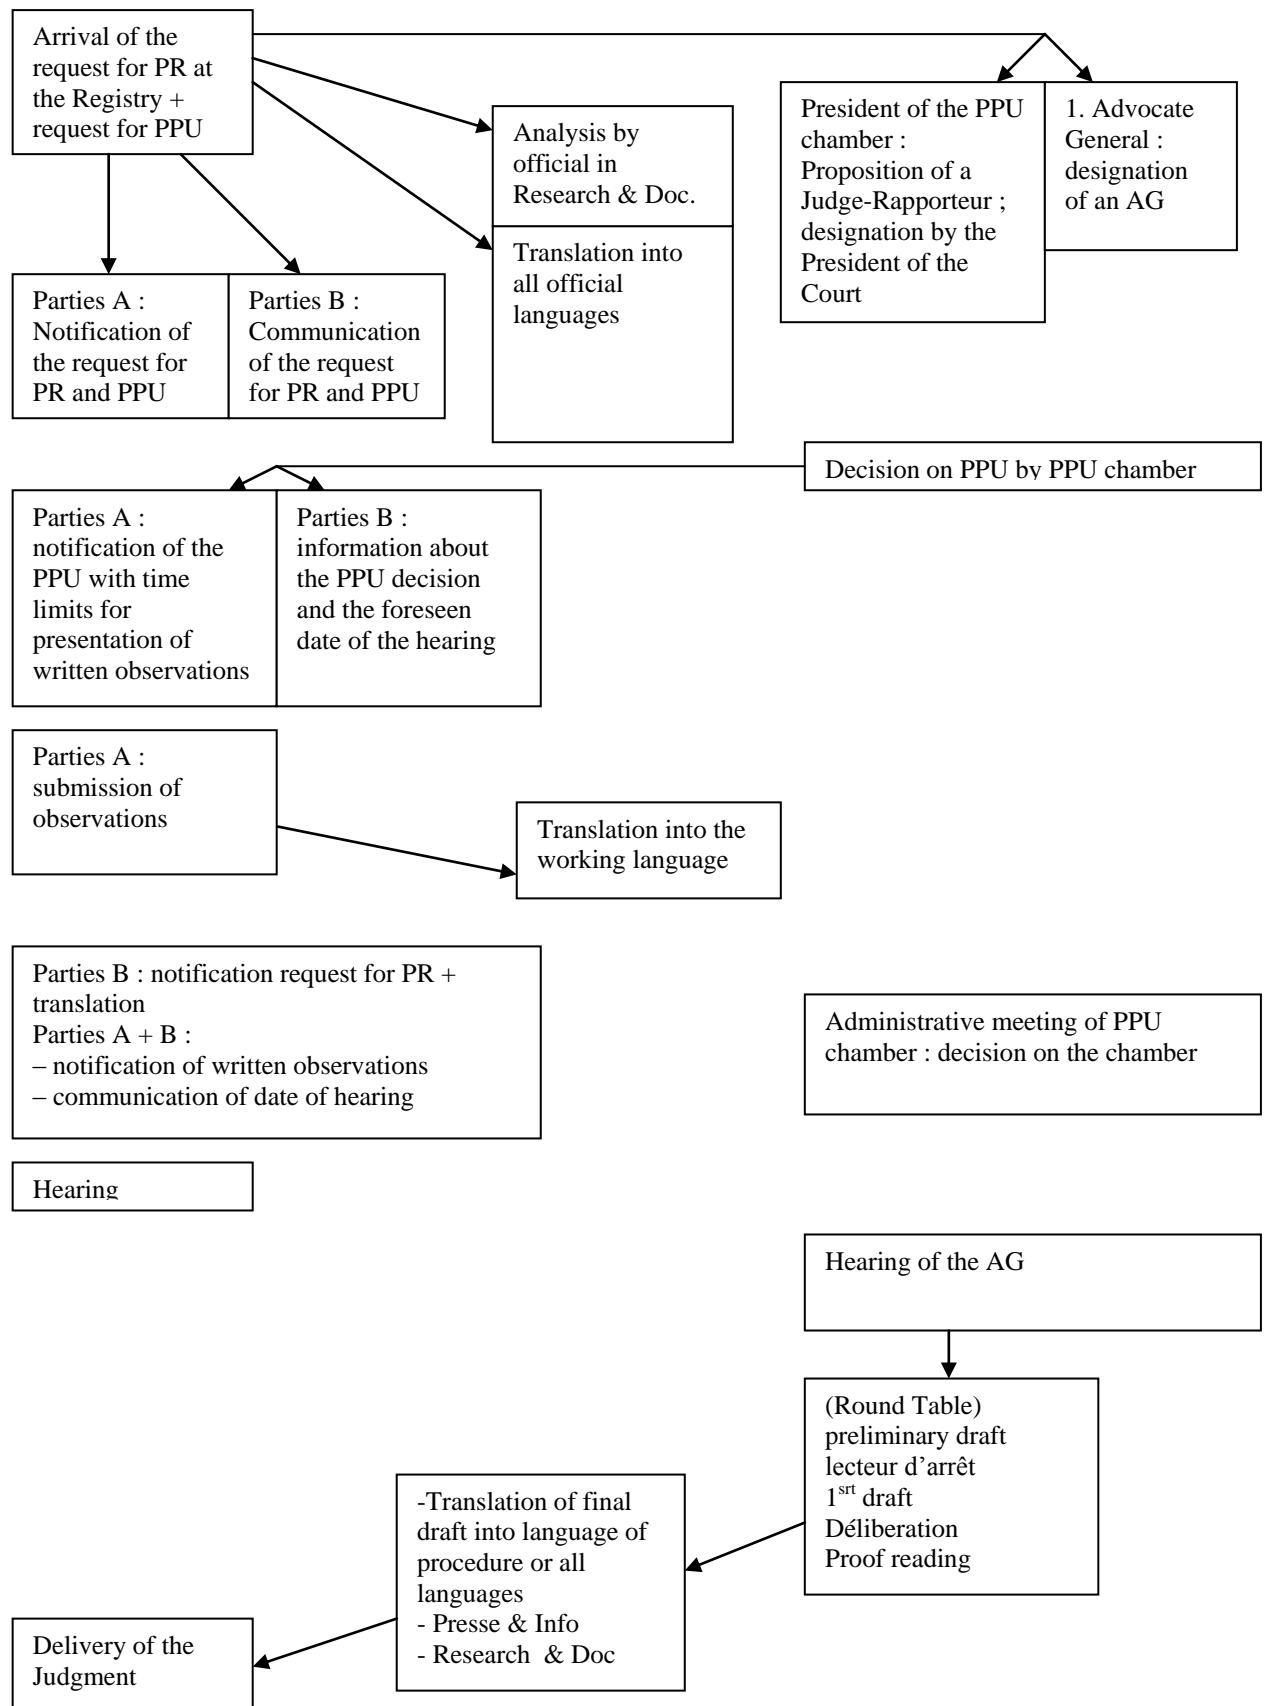 Arrival of the
request for PR at
the Registry +
request for PPU
President of the PPU
chamber :
Proposition of a
Judge-Rapporteur ;
designation by the
President of the
Court
1. Advocate
General :
designation
of an AG
Analysis by
official in
Research & Doc.
Translation into
all official
languages
Parties A :
Notification of
the request for
PR and PPU
Parties B :
Communication
of the request
for PR and PPU
Decision on PPU by PPU chamber
Parties A :
notification of the
PPU with time
limits for
presentation of
written observations
Parties B :
information about
the PPU decision
and the foreseen
date of the hearing
Parties A :
submission of
observations
Translation into the
working language
Parties B : notification request for PR +
translation
Parties A + B :
– notification of written observations
– communication of date of hearing
Administrative meeting of PPU
chamber : decision on the chamber
Hearing
Hearing of the AG
(Round Table)
preliminary draft
lecteur d’arrêt
1srt draft
Déliberation
Proof reading
-Translation of final
draft into language of
procedure or all
languages
- Presse & Info
- Research  & Doc
Delivery of the
Judgment